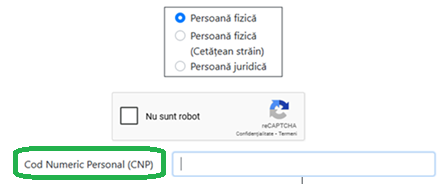 Persoană fizică
Persoană fizică
(Cetățean străin)
Persoană juridică
Nu sunt robot
reCAPTCHA
Confidențialitate - Termeni
Cod Numeric Personal (CNP)